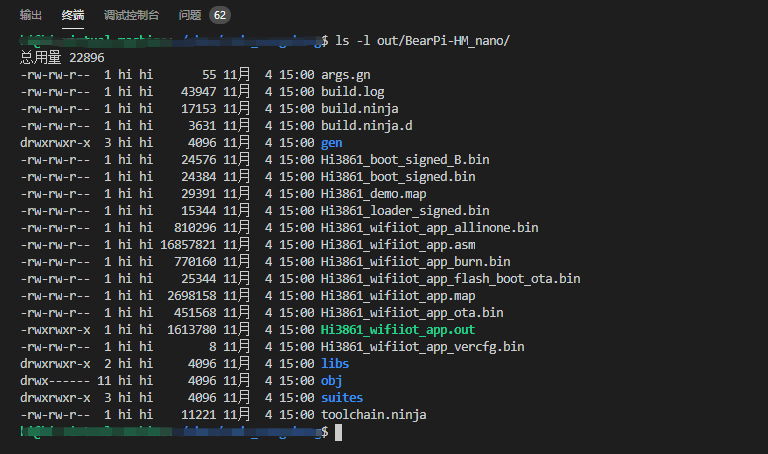 输出 终端 调试控制台 问题 62
$ ls -l out/BearPi-HM_nano/
总用量 22896
-rw-rw-r-- 1 hi hi 55 11月 4 15:00 args.gn
-rw-rw-r-- 1 hi hi 43947 11月 4 15:00 build.log
-rw-rw-r-- 1 hi hi 17153 11月 4 15:00 build.ninja
-rw-rw-r-- 1 hi hi 3631 11月 4 15:00 build.ninja.d
drwxrwxr-x 3 hi hi 4096 11月 4 15:00 gen
-rw-rw-r-- 1 hi hi 24576 11月 4 15:00 Hi3861_boot_signed_B.bin
-rw-rw-r-- 1 hi hi 24384 11月 4 15:00 Hi3861_boot_signed.bin
-rw-rw-r-- 1 hi hi 29391 11月 4 15:00 Hi3861_demo.map
-rw-rw-r-- 1 hi hi 15344 11月 4 15:00 Hi3861_loader_signed.bin
-rw-rw-r-- 1 hi hi 810296 11月 4 15:00 Hi3861_wifiiot_app_allinone.bin
-rw-rw-r-- 1 hi hi 16857821 11月 4 15:00 Hi3861_wifiiot_app.asm
-rw-rw-r-- 1 hi hi 770160 11月 4 15:00 Hi3861_wifiiot_app_burn.bin
-rw-rw-r-- 1 hi hi 25344 11月 4 15:00 Hi3861_wifiiot_app_flash_boot_ota.bin
-rw-rw-r-- 1 hi hi 2698158 11月 4 15:00 Hi3861_wifiiot_app.map
-rw-rw-r-- 1 hi hi 451568 11月 4 15:00 Hi3861_wifiiot_app_ota.bin
-rwxrwxr-x 1 hi hi 1613780 11月 4 15:00 Hi3861_wifiiot_app.out
-rw-rw-r-- 1 hi hi 8 11月 4 15:00 Hi3861_wifiiot_app_vercfg.bin
drwxrwxr-x 2 hi hi 4096 11月 4 15:00 libs
drwx------ 11 hi hi 4096 11月 4 15:00 obj
drwxrwxr-x 3 hi hi 4096 11月 4 15:00 suites
-rw-rw-r-- 1 hi hi 11221 11月 4 15:00 toolchain.ninja
$